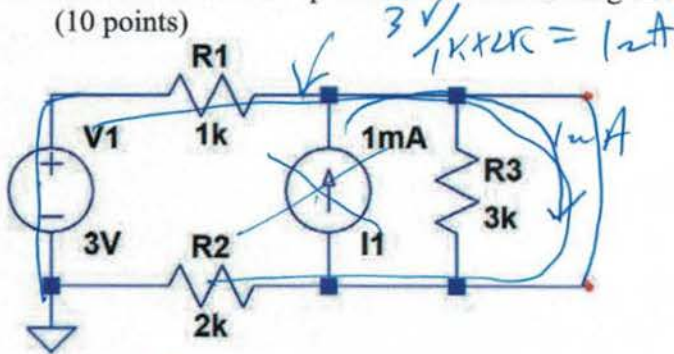 (10 points)
3V/1K+2K = 1mA
R1
1k
V1
1mA
1mA
R3
3k
3V
R2
I1
2k